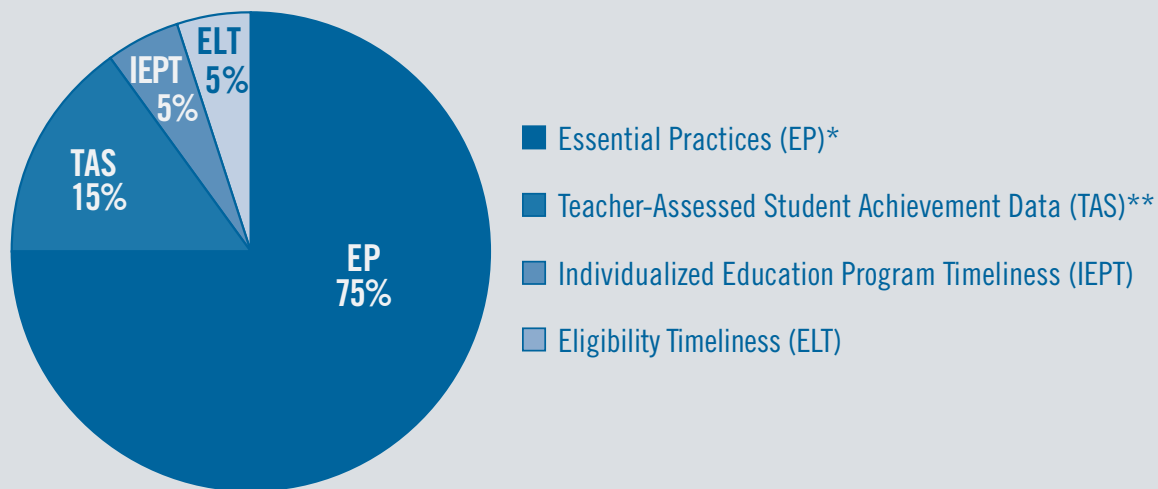 ELT
5%
IEPT
5%
TAS
15%
EP
75%
Essential Practices (EP)*
Teacher-Assessed Student Achievement Data (TAS)**
Individualized Education Program Timeliness (IEPT)
Eligibility Timeliness (ELT)